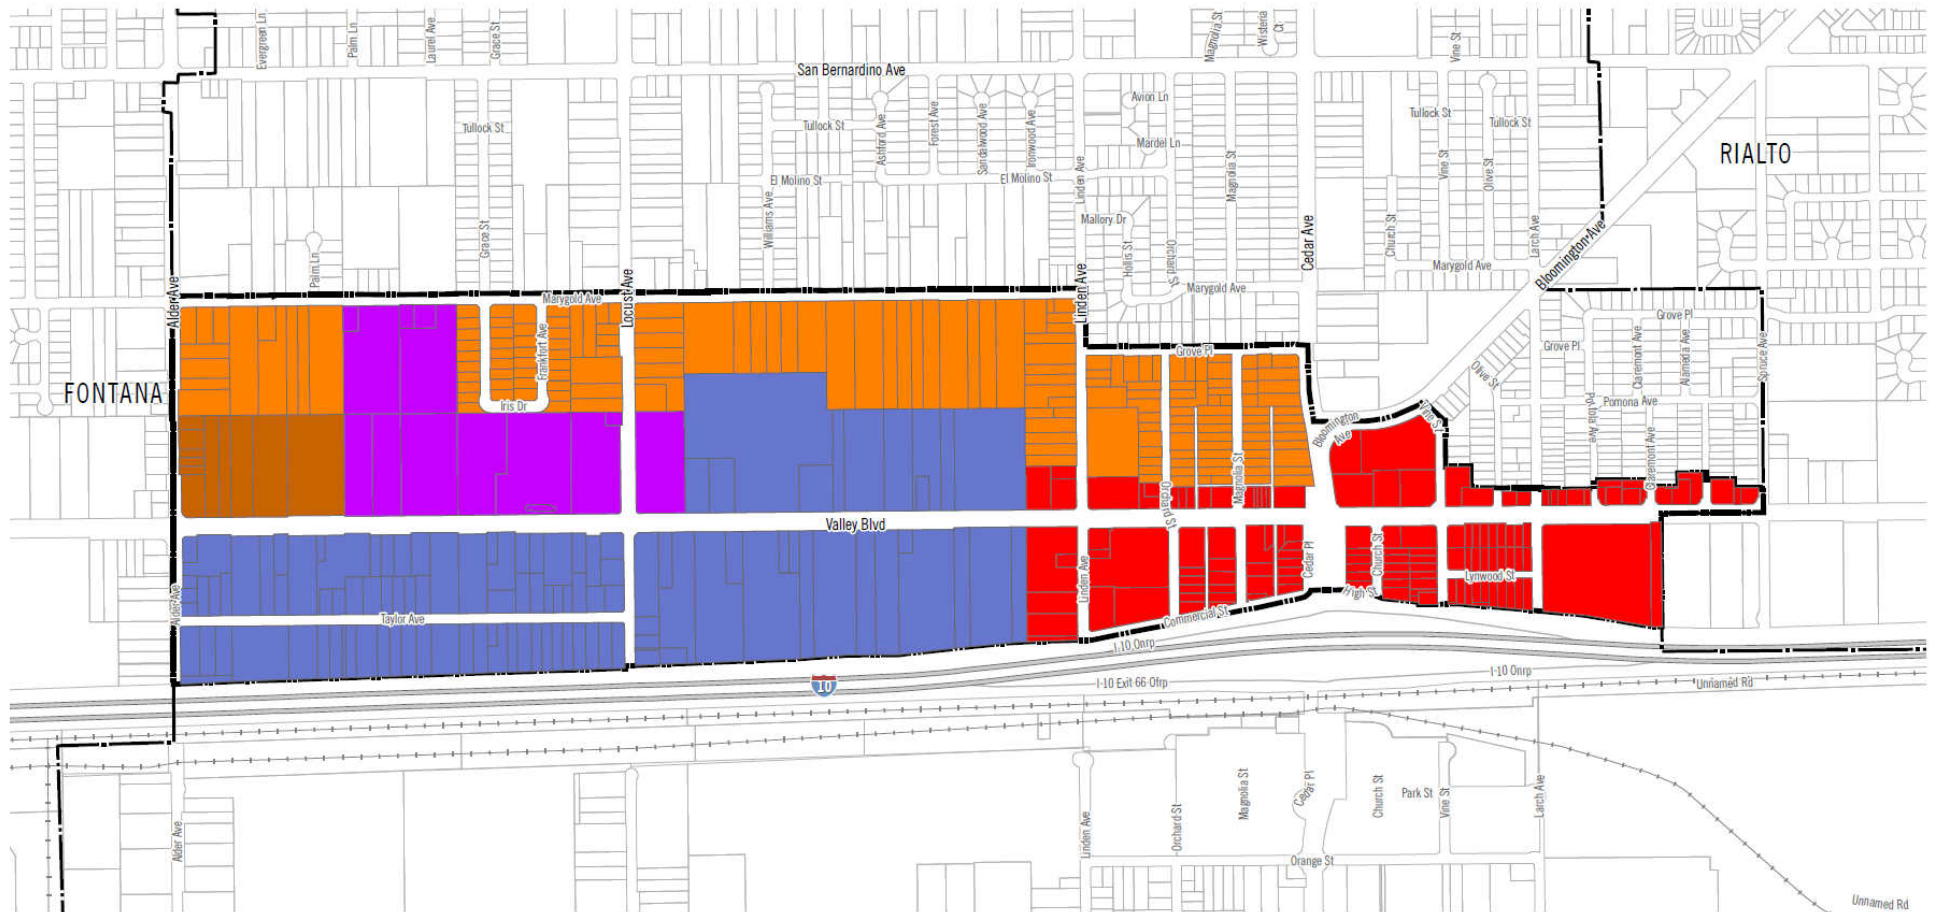 Evergreen Ln
Palm Ln
Laurel Ave
Grace St
Magnolia St
Wisteria
Ct
Vine St
San Bernardino Ave
Avion Ln
Tullock St
Tullock St
Ashford Ave
Forest Ave
Sandalwood Ave
Ironwood Ave
Mardel Ln
Tullock St
Tullock St
RIALTO
El Molino St
El Molino St
Linden Ave
Magnolia St
Vine St
Olive St
Grace St
Williams Ave
Mallory Dr
Hollis St
Orchard St
Cedar Ave
Church St
Larch Ave
Bloomington Ave
Palm Ln
Marygold Ave
Marygold Ave
Alder Ave
Marygold Ave
Locust Ave
Linden Ave
Grove Pl
Frankfort Ave
Grove Pl
Grove Pl
Claremont Ave
Alameda Ave
Spruce Ave
FONTANA
Iris Dr
Olive St
Pomona Ave
Portola Ave
Bloomington
Ave
Vine St
Magnolia St
Claremont Ave
Orchard St
Valley Blvd
Cedar Pl
Church St
Linden Ave
Lynwood St
High St
Alder Ave
Taylor Ave
Commercial St
I-10 Onrp
10
I-10 Exit 66 Ofrp
I-10 Onrp
Unnamed Rd
Magnolia St
Cedar Pl
Church St
Park St
Vine St
Larch Ave
Orchard St
Linden Ave
Alder Ave
Orange St
Unnamed Rd